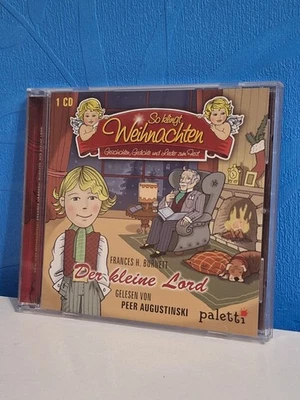 1 CD
So klingt
Weihnachten
Geschichten, Gedichte und Lieder zum Fest
FRANCES H. BURNETT
Der kleine Lord
GELESEN VON
PEER AUGUSTINSKI
paletti